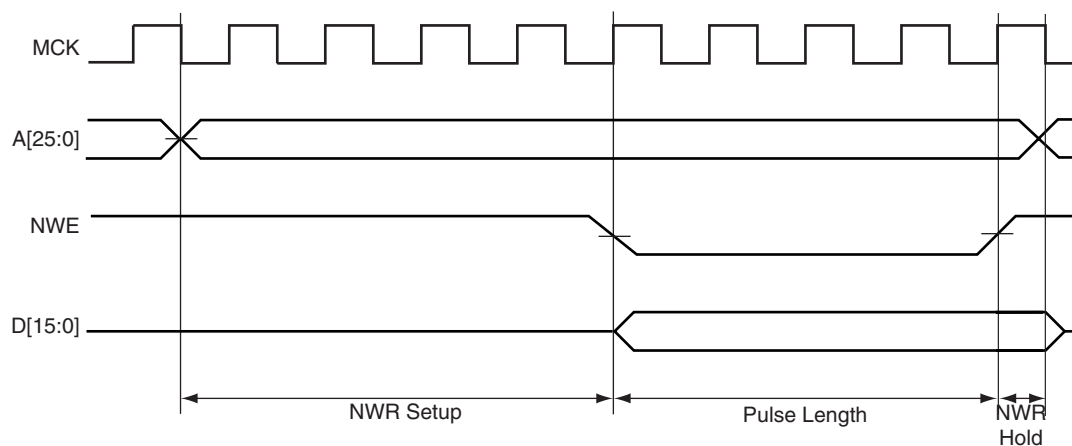 MCK
A[25:0]
NWE
D[15:0]
NWR Setup
Pulse Length
NWR
Hold